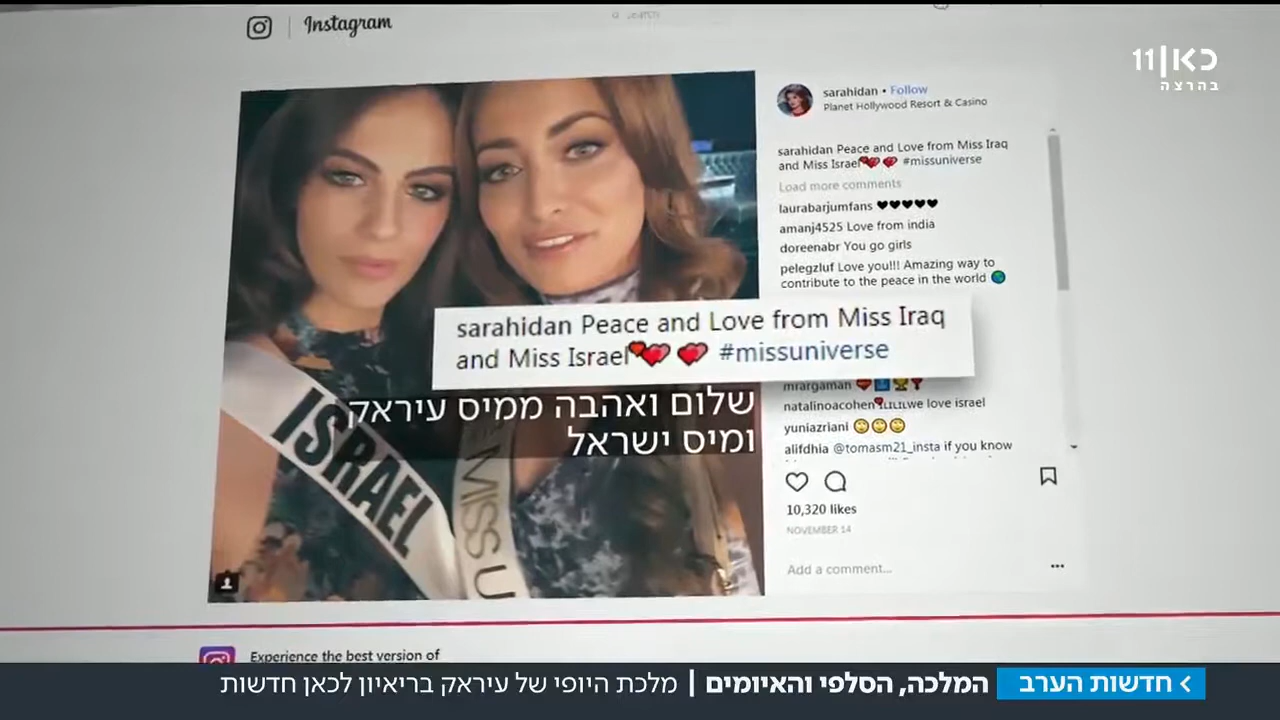 Instagram
כאן 11
בהרצה
sarahidan • Follow
Planet Hollywood Resort & Casino
sarahidan Peace and Love from Miss Iraq
and Miss Israel💕💕 #missuniverse
Load more comments
laurabarjumfans ♥♥♥♥♥
amanj4525 Love from india
doreenabr You go girls
pelegzluf Love you!!! Amazing way to
contribute to the peace in the world 🌎
sarahidan Peace and Love from Miss Iraq
and Miss Israel💕💕 #missuniverse
natalinoacohen we love israel
yuniazriani
alifdhia @tomasm21_insta if you know
שלום ואהבה ממיס עיראק
ומיס ישראל
ISRAEL
MISS U
10,320 likes
NOVEMBER 14
Add a comment...
Experience the best version of
חדשות הערב
המלכה, הסלפי והאיומים | מלכת היופי של עיראק בריאיון לכאן חדשות